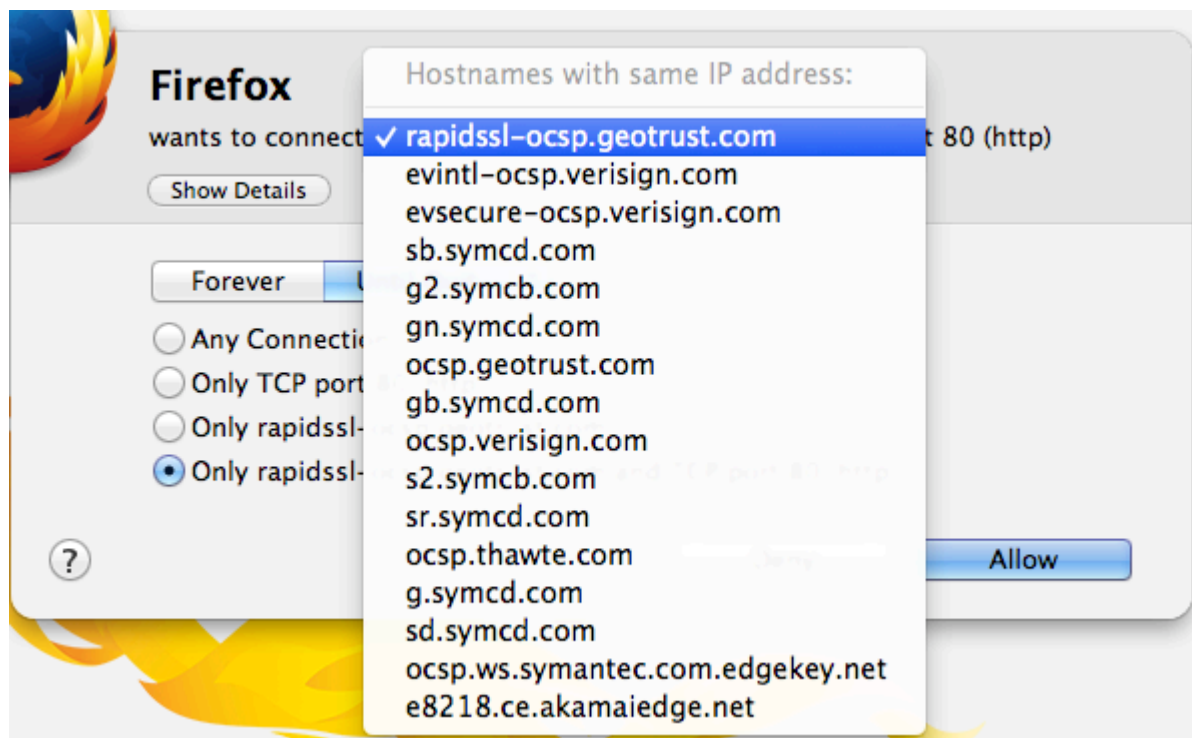 Firefox
wants to connect
t 80 (http)
Show Details
Hostnames with same IP address:
✓ rapidssl-ocsp.geotrust.com
evintl-ocsp.verisign.com
evsecure-ocsp.verisign.com
sb.symcd.com
g2.symcb.com
gn.symcd.com
ocsp.geotrust.com
gb.symcd.com
ocsp.verisign.com
s2.symcb.com
sr.symcd.com
ocsp.thawte.com
g.symcd.com
sd.symcd.com
ocsp.ws.symantec.com.edgekey.net
e8218.ce.akamaiedge.net
Forever
Any Connectio
Only TCP port
Only rapidssl-
Only rapidssl-
?
Allow